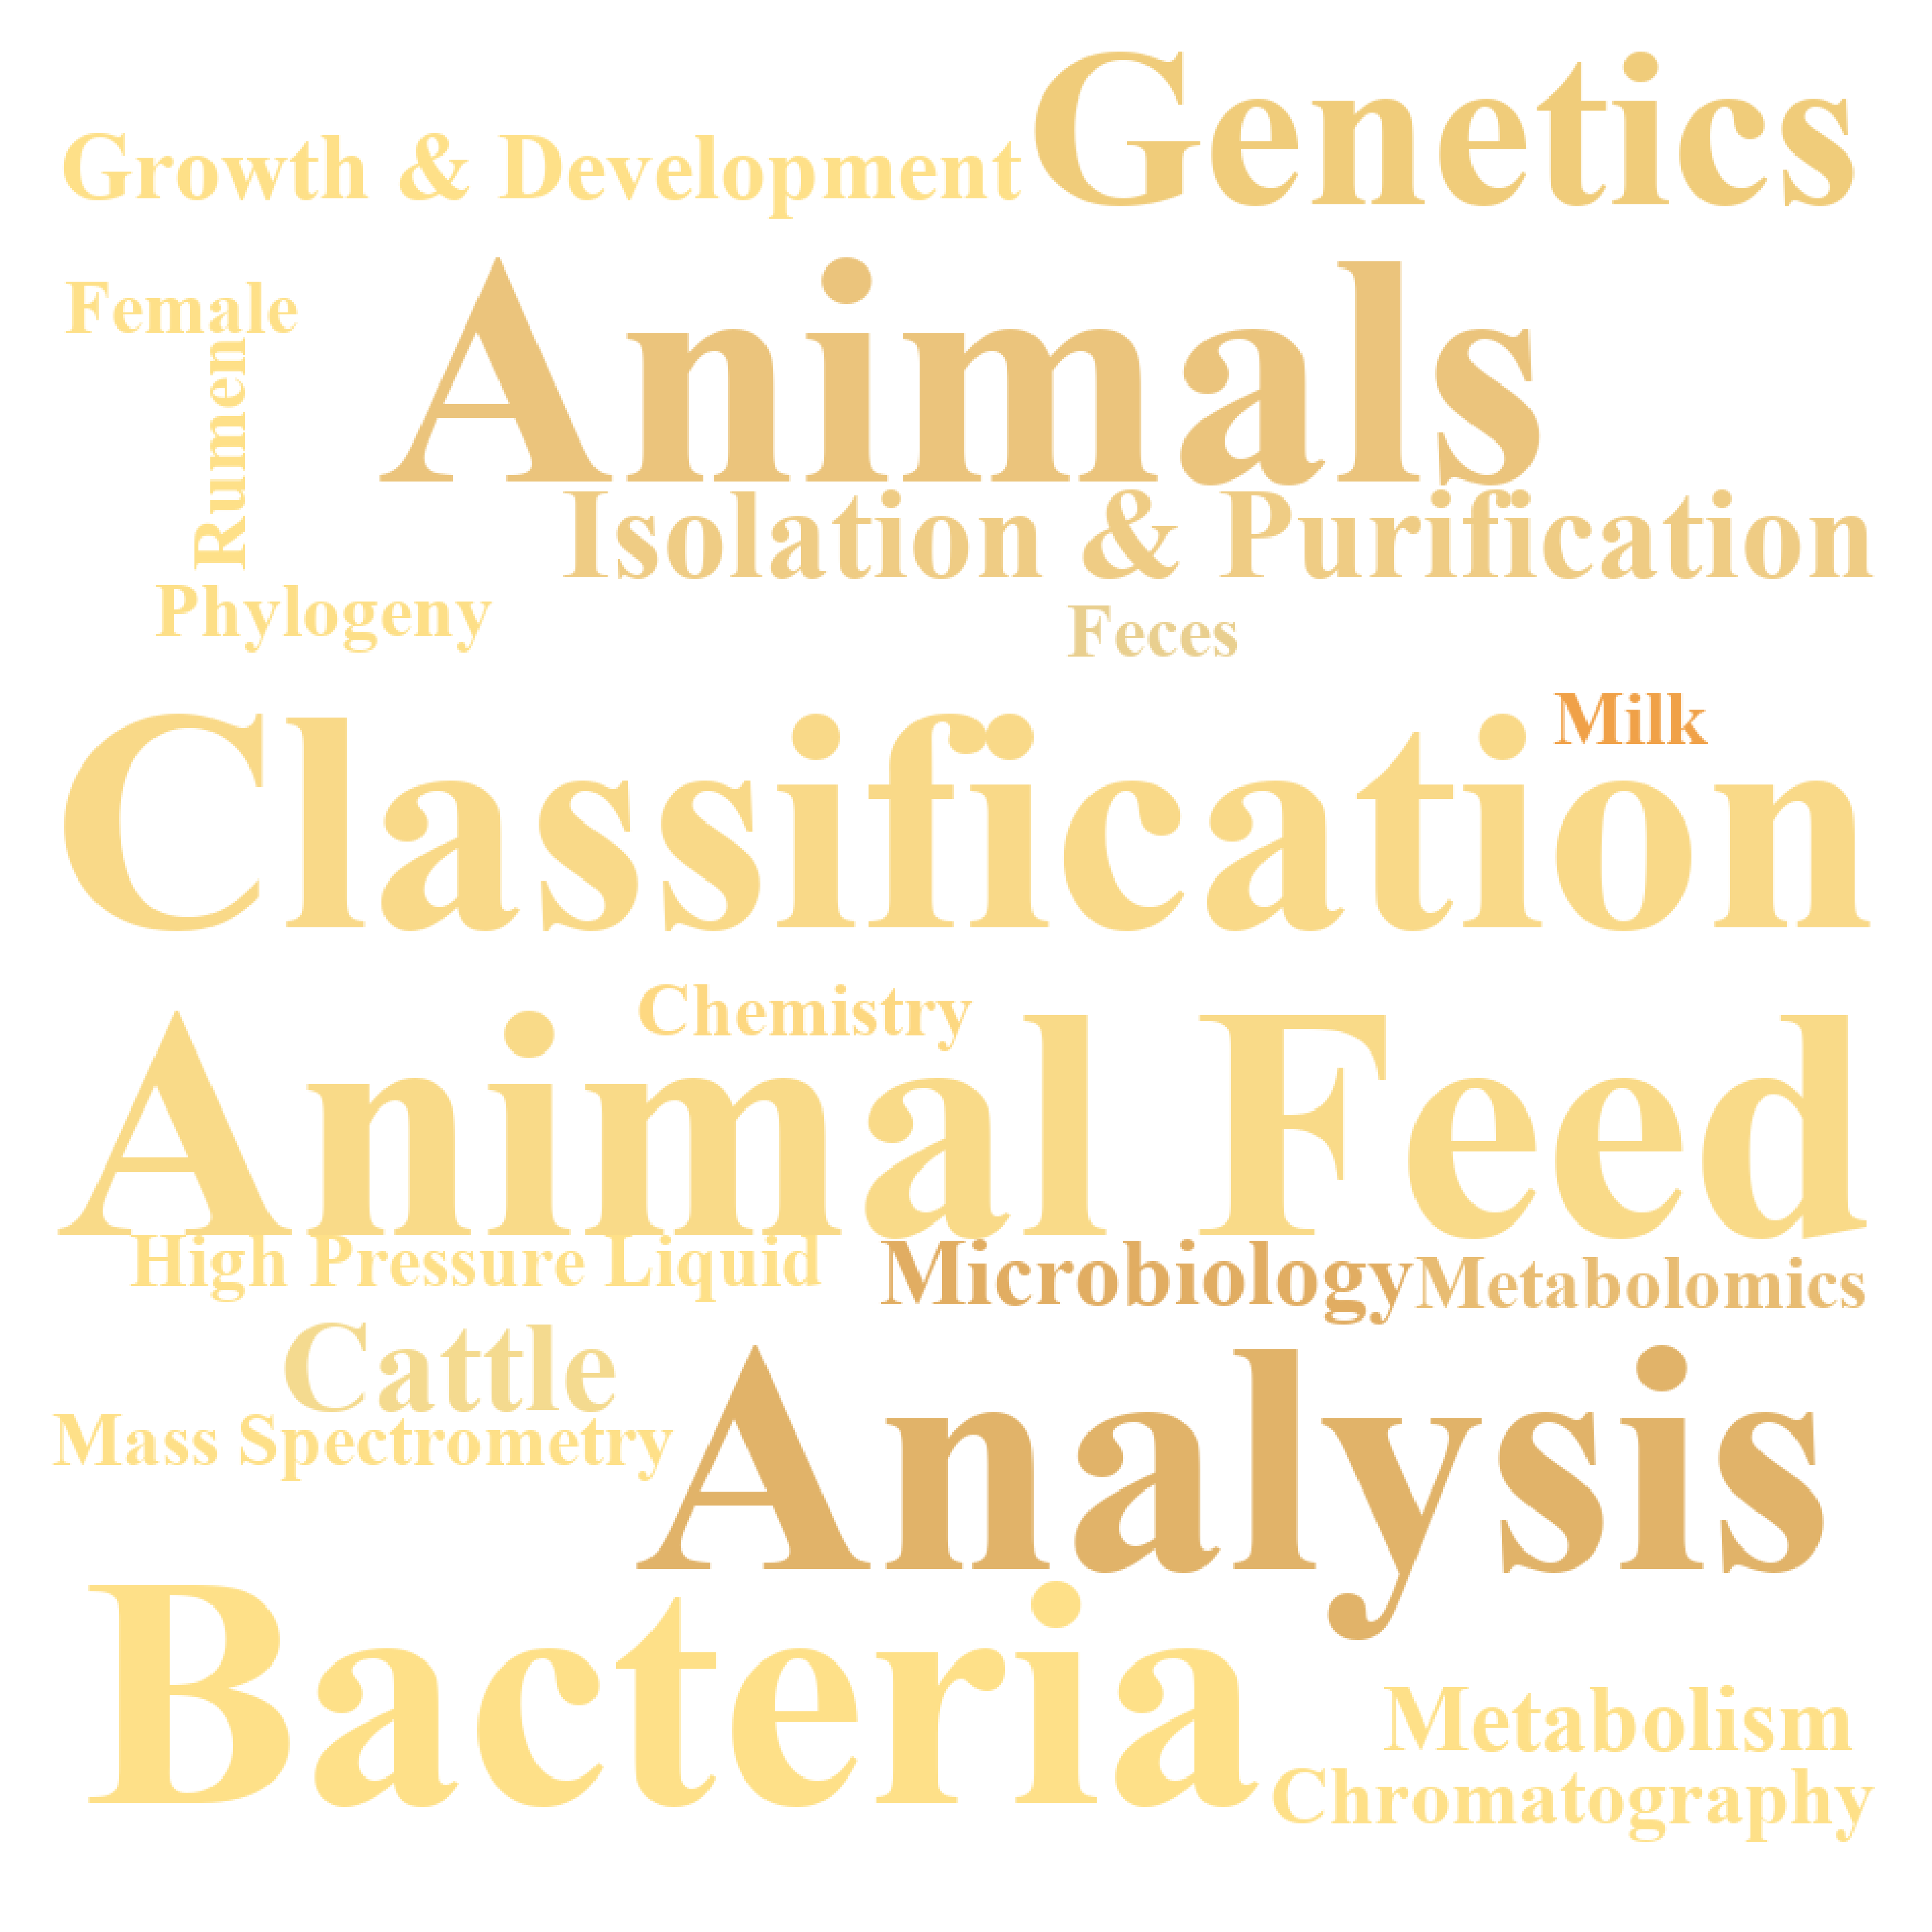 Genetics
Growth & Development
Animals
Female
Rumen
Isolation & Purification
Phylogeny
Feces
Milk
Classification
Chemistry
Animal Feed
High Pressure Liquid
Microbiology
Metabolomics
Cattle
Mass Spectrometry
Analysis
Bacteria
Metabolism
Chromatography